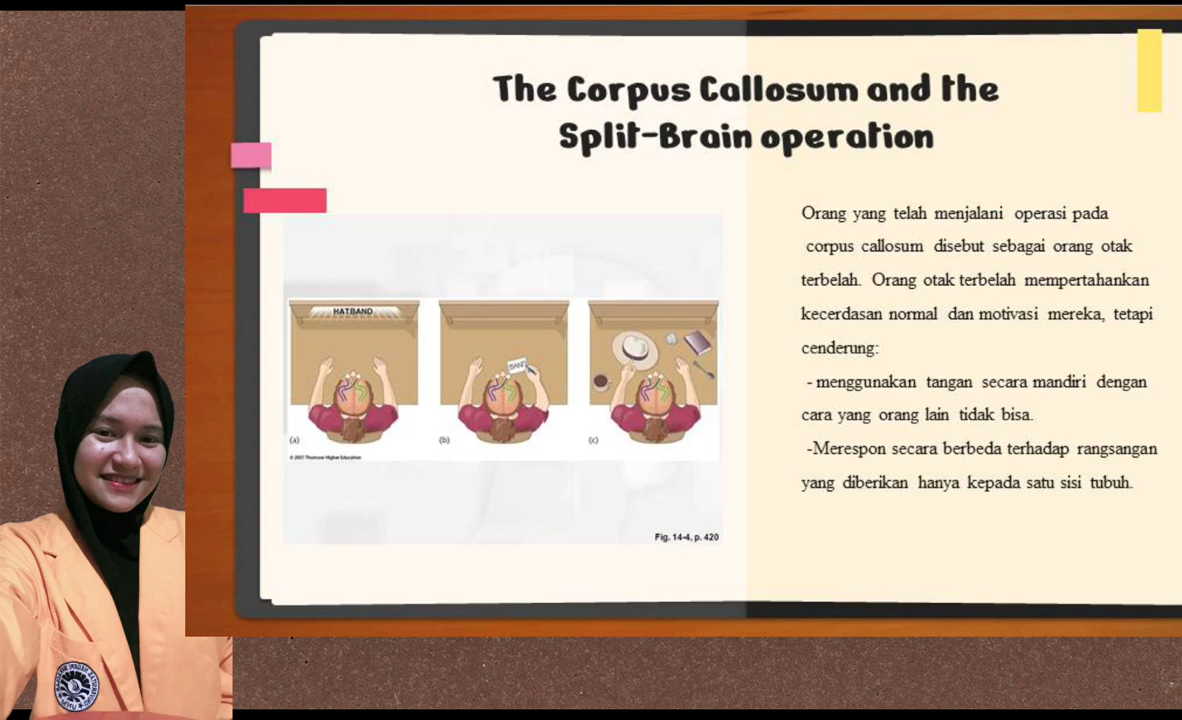 The Corpus Callosum and the
Split-Brain operation
Orang yang telah menjalani operasi pada
corpus callosum disebut sebagai orang otak
terbelah. Orang otak terbelah mempertahankan
kecerdasan normal dan motivasi mereka, tetapi
cenderung:
- menggunakan tangan secara mandiri dengan
cara yang orang lain tidak bisa.
-Merespon secara berbeda terhadap rangsangan
yang diberikan hanya kepada satu sisi tubuh.
HATBAND
BAND
(a)
(b)
(c)
© 2007 Thomson Higher Education
Fig. 14-4, p. 420